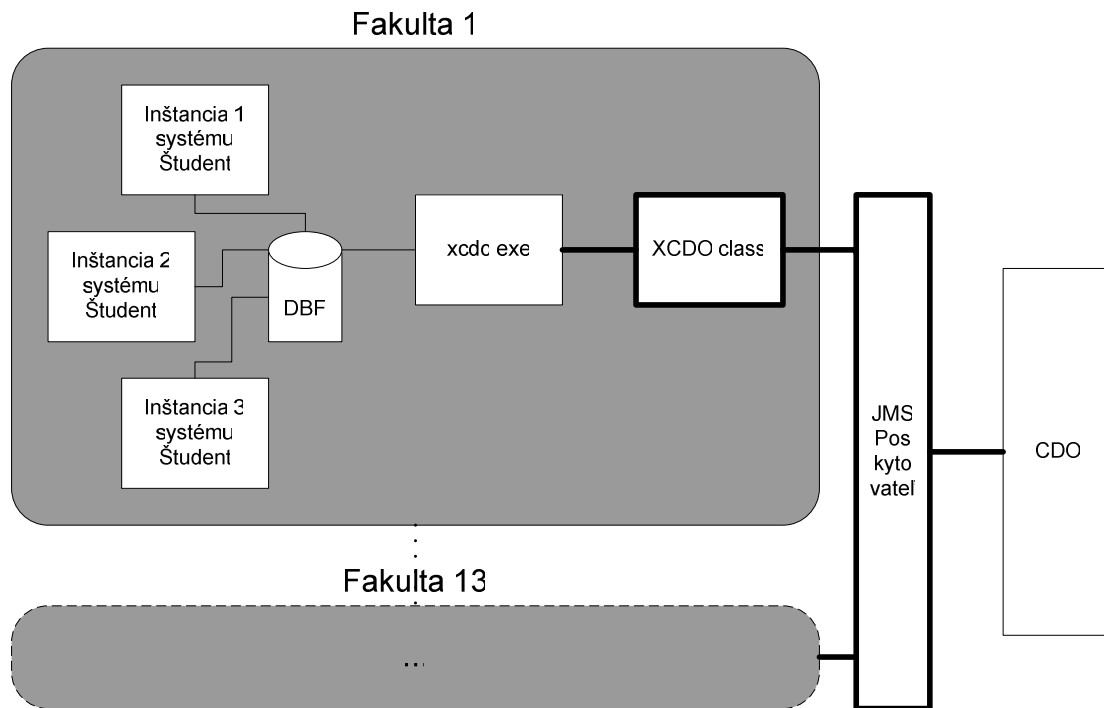 Fakulta 1
Inštancia 1
systému
Študent
Inštancia 2
systému
Študent
DBF
Inštancia 3
systému
Študent
xcdo exe
XCDO class
JMS
Pos
kyto
vateľ
CDO
Fakulta 13
...